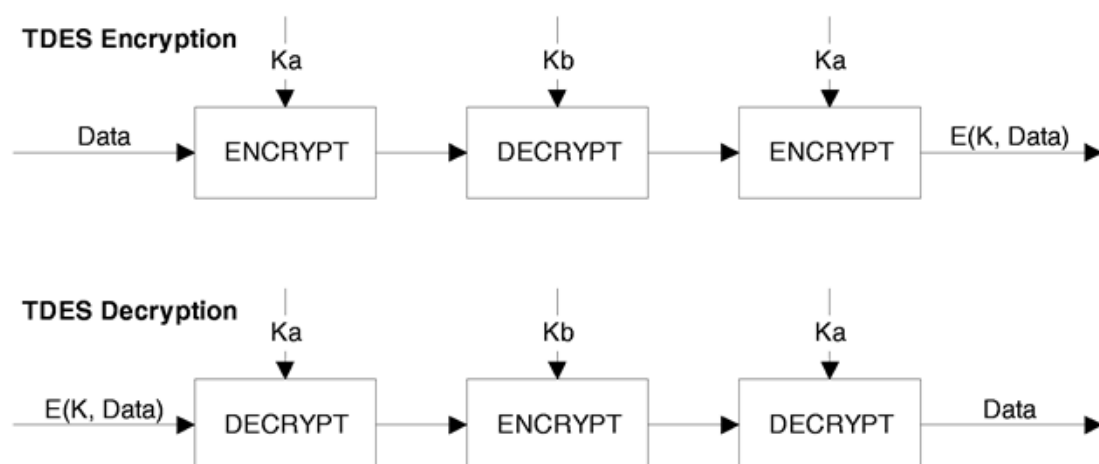 TDES Encryption
Ka Kb Ka
Data ENCRYPT DECRYPT ENCRYPT E(K, Data)
TDES Decryption
Ka Kb Ka
E(K, Data) DECRYPT ENCRYPT DECRYPT Data